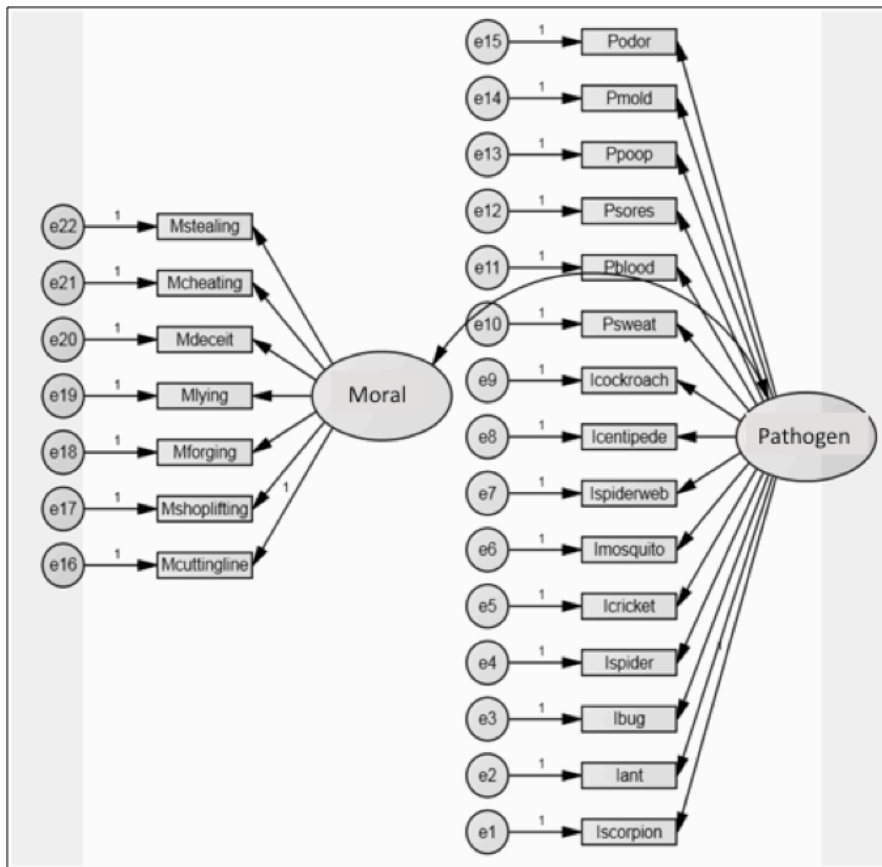 e15 1 Podor
e14 1 Pmold
e13 1 Ppoop
e12 1 Psores
e22 1 Mstealing
e11 1 Pblood
e21 1 Mcheating
e10 1 Psweat
e20 1 Mdeceit
e9 1 Icockroach
e19 1 Mlying
Moral
e8 1 Icentipede
Pathogen
e18 1 Mforging
e7 1 Ispiderweb
e17 1 Mshoplifting 1
e6 1 Imosquito
e16 1 Mcuttingline
e5 1 Icricket
e4 1 Ispider 1
e3 1 Ibug
e2 1 Iant
e1 1 Iscorpion